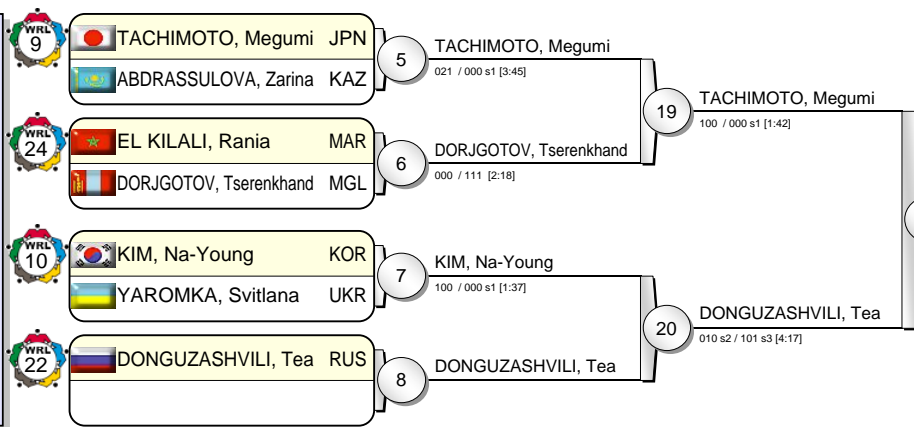 WRL 9 TACHIMOTO, Megumi JPN
ABDRASSULOVA, Zarina KAZ
5 TACHIMOTO, Megumi
021 / 000 s1 [3:45]
19 TACHIMOTO, Megumi
100 / 000 s1 [1:42]
WRL 24 EL KILALI, Rania MAR
DORJGOTOV, Tserenkhand MGL
6 DORJGOTOV, Tserenkhand
000 / 111 [2:18]
WRL 10 KIM, Na-Young KOR
YAROMKA, Svitlana UKR
7 KIM, Na-Young
100 / 000 s1 [1:37]
20 DONGUZASHVILI, Tea
010 s2 / 101 s3 [4:17]
WRL 22 DONGUZASHVILI, Tea RUS
8 DONGUZASHVILI, Tea